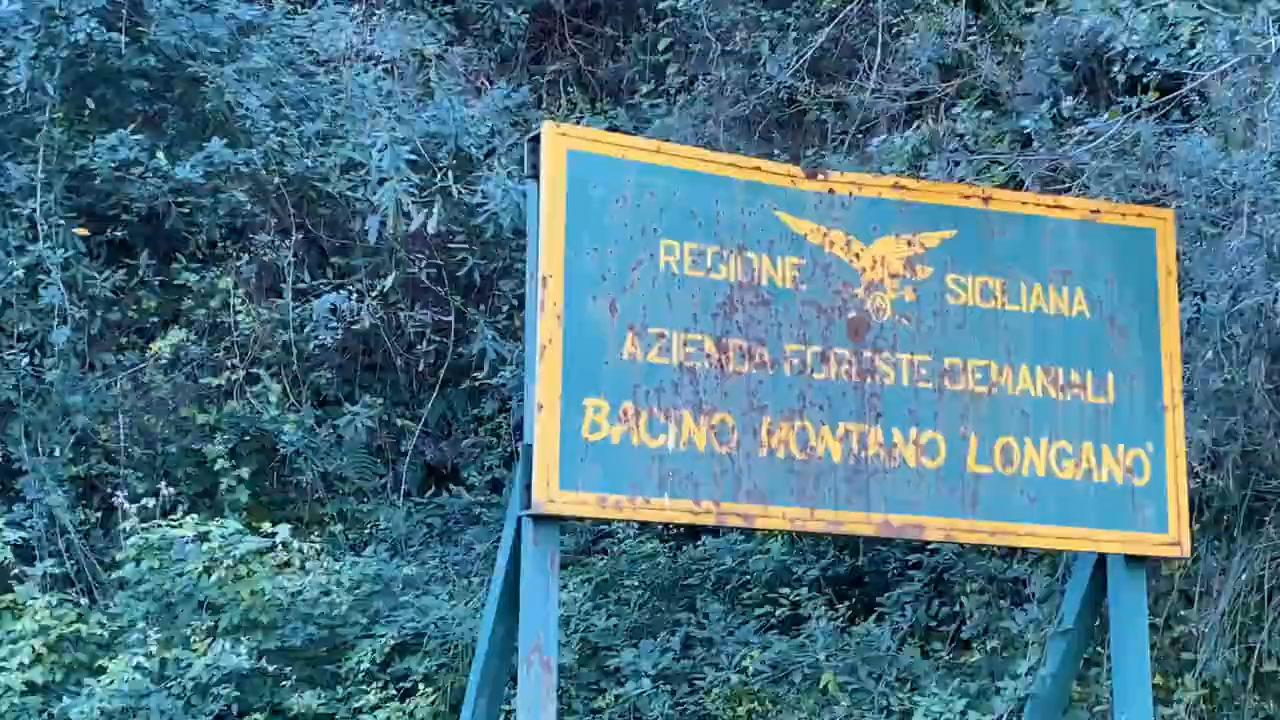 REGIONE SICILIANA
AZIENDA FORESTE DEMANIALI
BACINO MONTANO LONGANO'